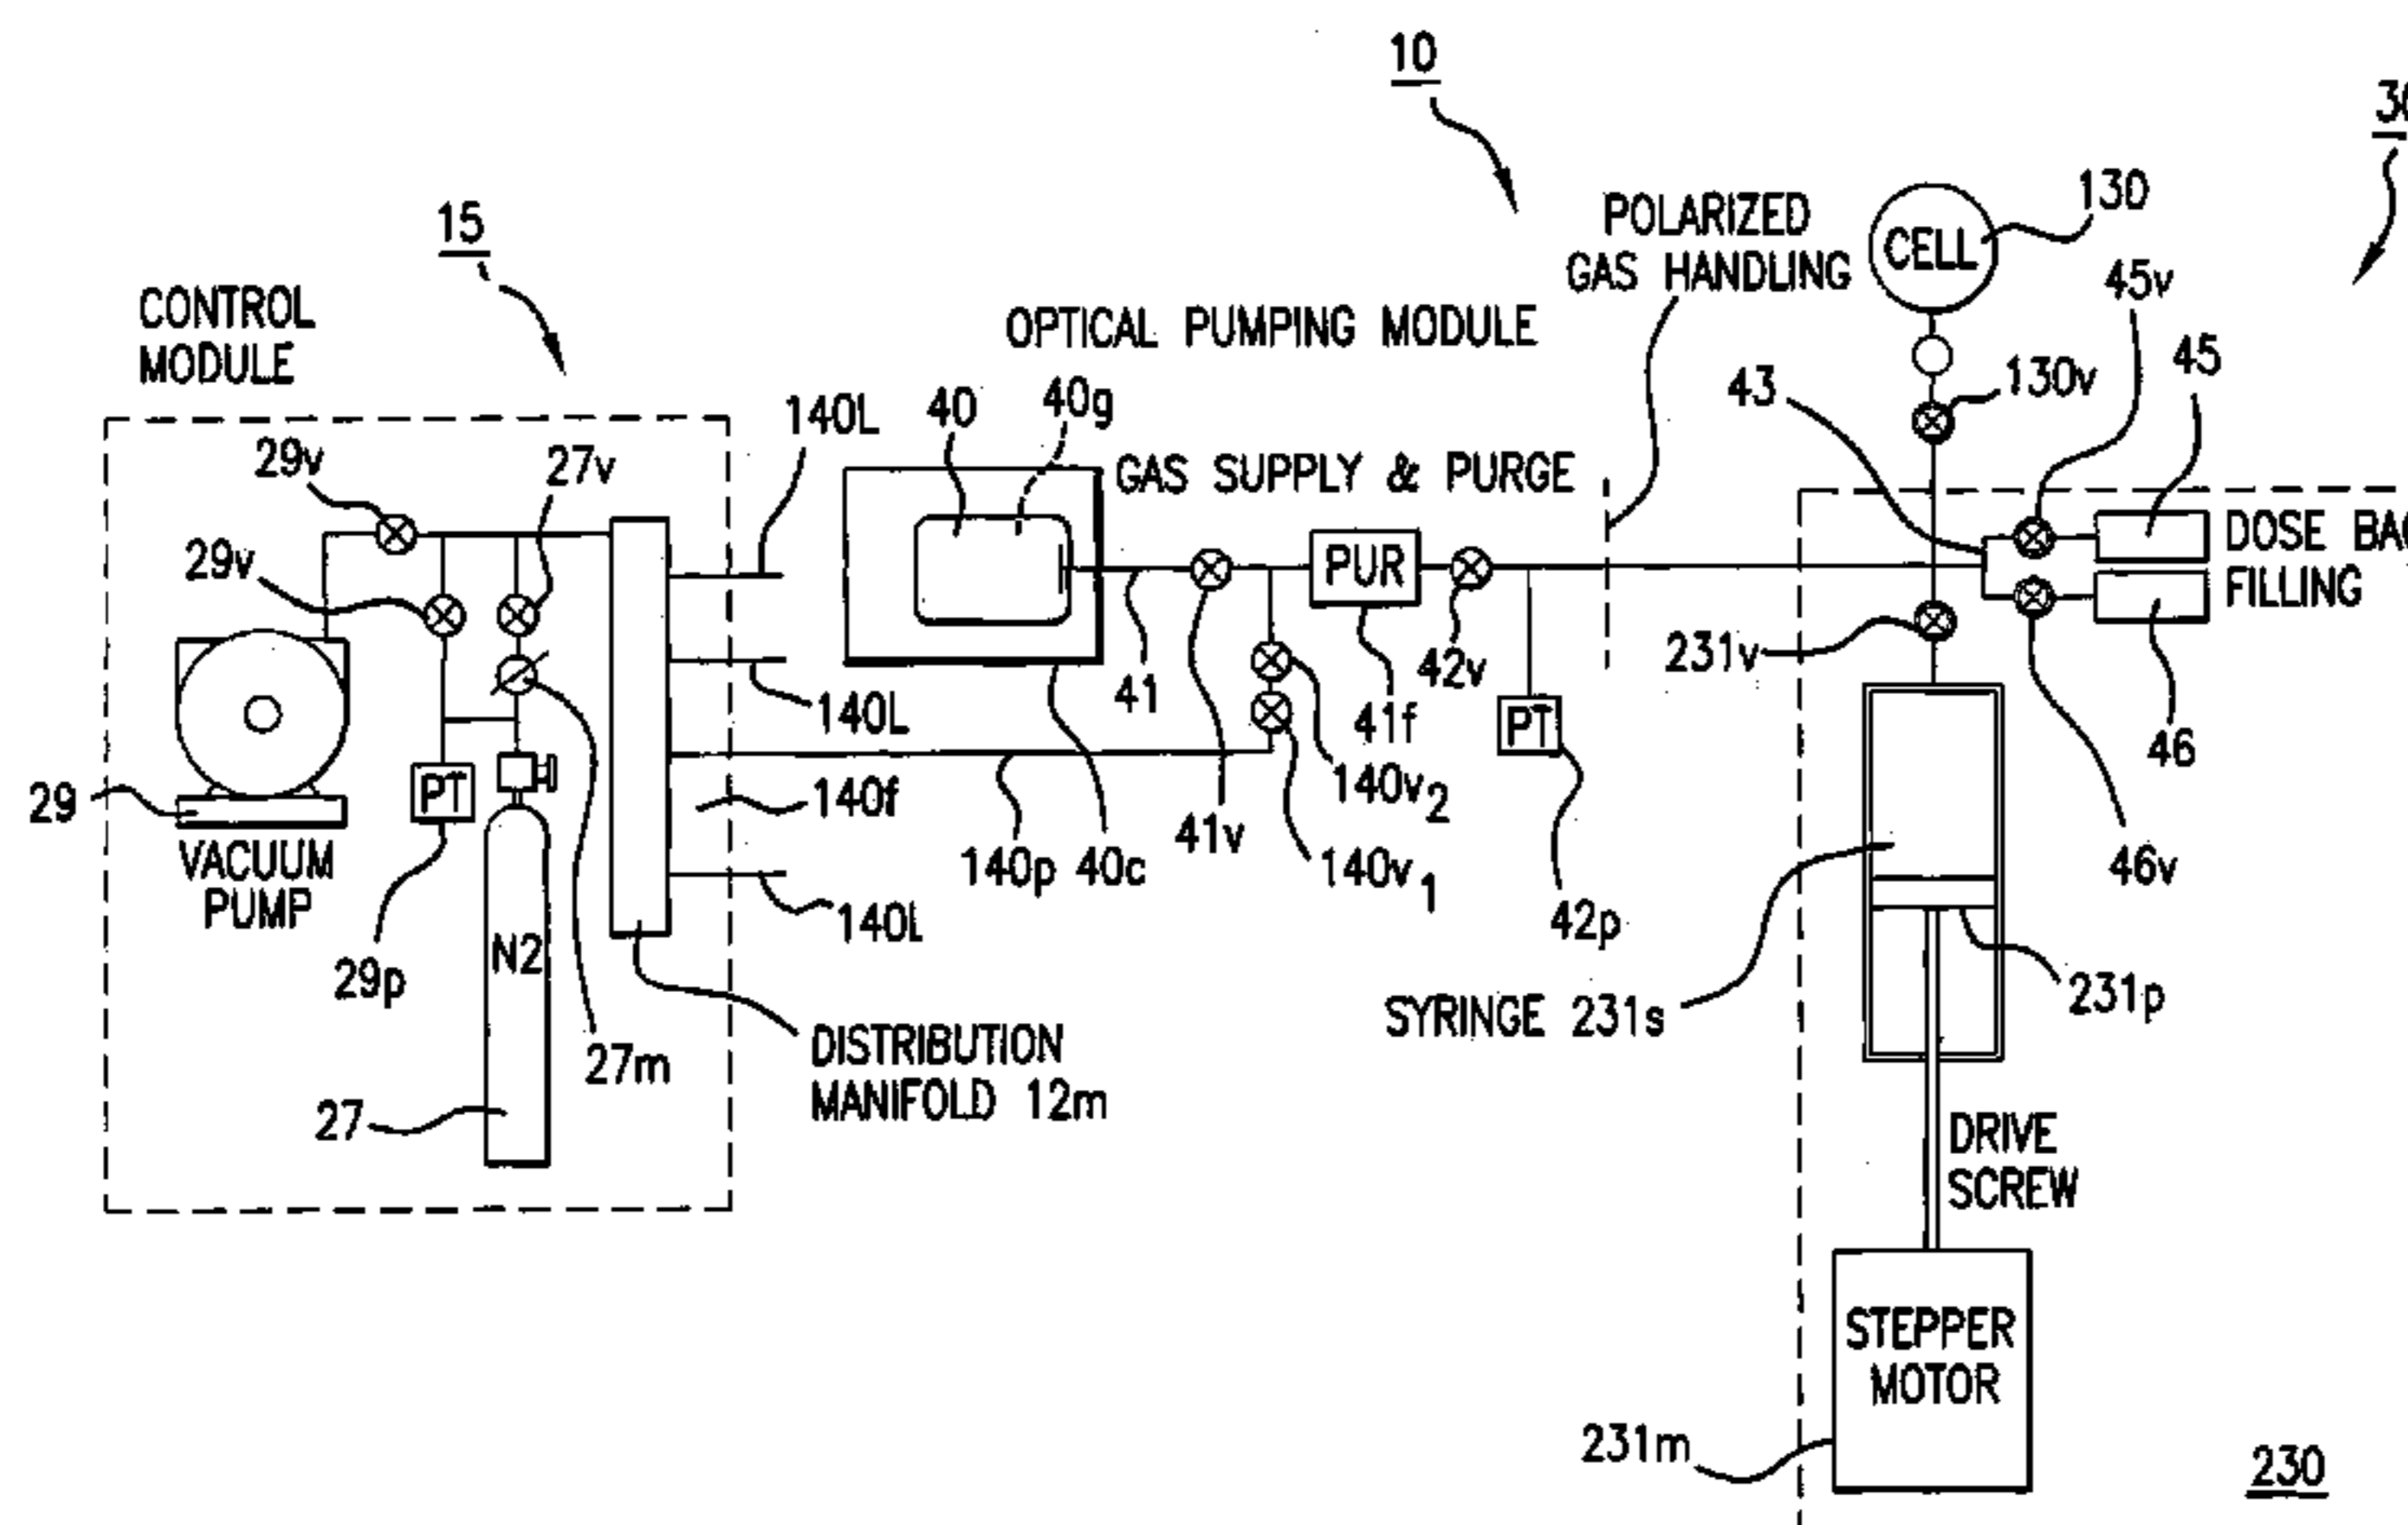 10
30
15
CONTROL
MODULE
OPTICAL PUMPING MODULE
POLARIZED
GAS HANDLING
CELL
130
45v
45
130v
43
140L
40
40g
GAS SUPPLY & PURGE
29v
27v
29v
PUR
DOSE
FILLING
231v
42v
41
140L
41f
PT
46
29
PT
140f
140v2
41v
140p
40c
140v1
46v
VACUUM
PUMP
42p
140L
N2
29p
SYRINGE 231s
231p
27m
DISTRIBUTION
MANIFOLD 12m
27
DRIVE
SCREW
STEPPER
MOTOR
231m
230